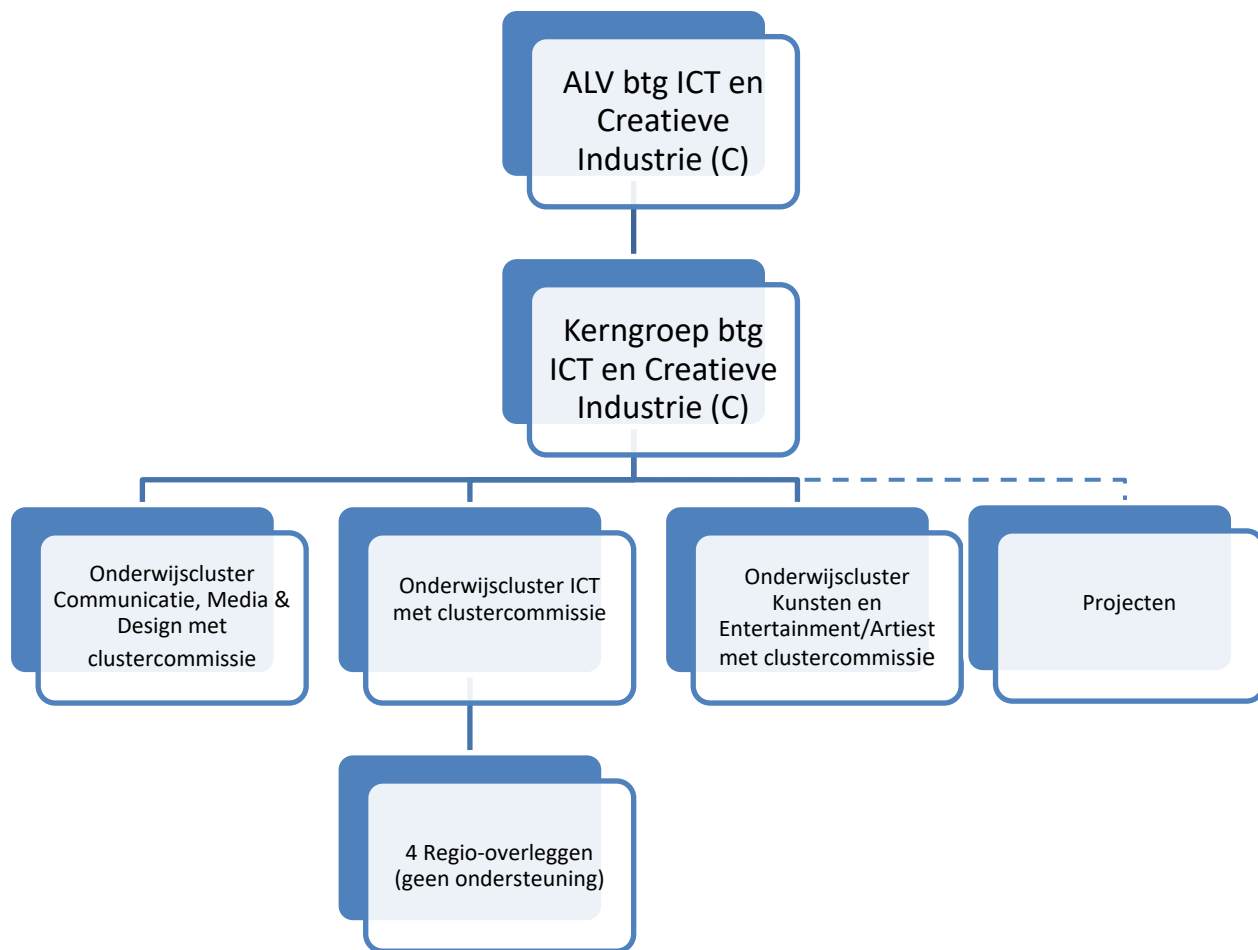 ALV btg ICT en
Creatieve
Industrie (C)
Kerngroep btg
ICT en Creatieve
Industrie (C)
Onderwijscluster
Communicatie, Media &
Design met
clustercommissie
Onderwijscluster ICT
met clustercommissie
Onderwijscluster
Kunsten en
Entertainment/Artiest
met clustercommissie
Projecten
4 Regio-overleggen
(geen ondersteuning)